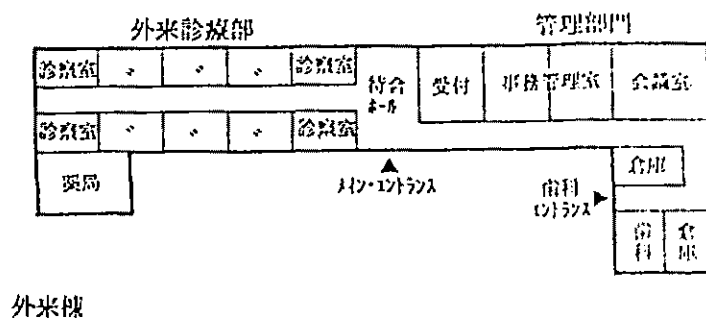 外来診療部
管理部門
診察室 〃 〃 〃 診察室
待合
ホール
受付
事務管理室
会議室
診察室 〃 〃 〃 診察室
薬局
メイン・エントランス
倉庫
歯科
エントランス
歯科
倉庫
外来棟